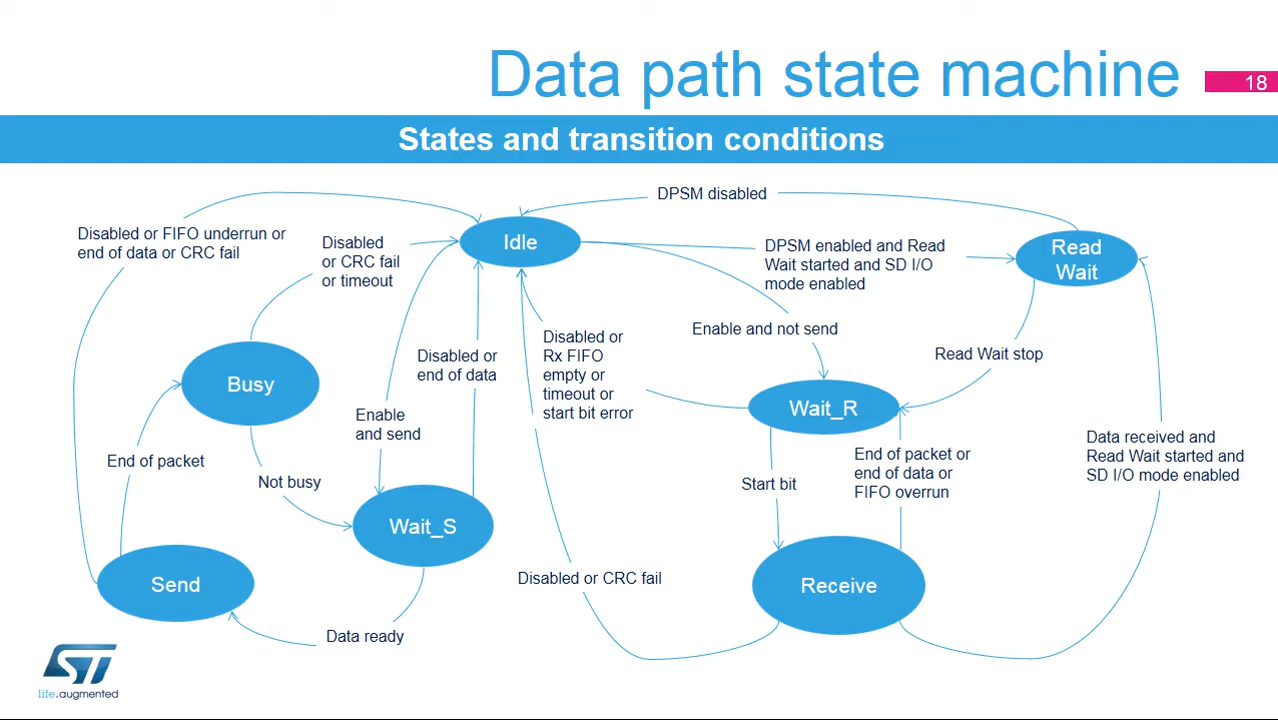 Data path state machine
18
States and transition conditions
DPSM disabled
Disabled or FIFO underrun or
end of data or CRC fail
Disabled
or CRC fail
or timeout
Idle
DPSM enabled and Read
Wait started and SD I/O
mode enabled
Read
Wait
Enable and not send
Disabled or
Rx FIFO
empty or
timeout or
start bit error
Read Wait stop
Disabled or
end of data
Busy
Enable
and send
Wait_R
End of packet
Not busy
Start bit
End of packet or
end of data or
FIFO overrun
Data received and
Read Wait started and
SD I/O mode enabled
Wait_S
Send
Disabled or CRC fail
Receive
Data ready
ST
life.augmented